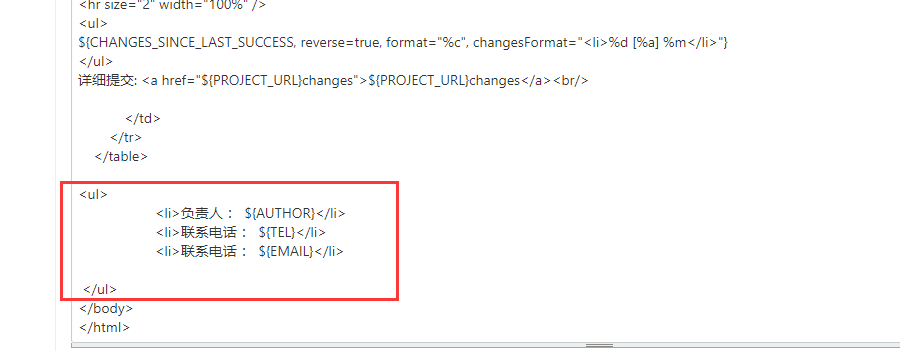 <hr size="2" width="100%" />
<ul>
${CHANGES_SINCE_LAST_SUCCESS, reverse=true, format="%c", changesFormat="<li>%d [%a] %m</li>"}
</ul>
详细提交: <a href="${PROJECT_URL}changes">${PROJECT_URL}changes</a><br/>
</td>
</tr>
</table>
<ul>
<li>负责人： ${AUTHOR}</li>
<li>联系电话： ${TEL}</li>
<li>联系电话： ${EMAIL}</li>
</ul>
</body>
</html>